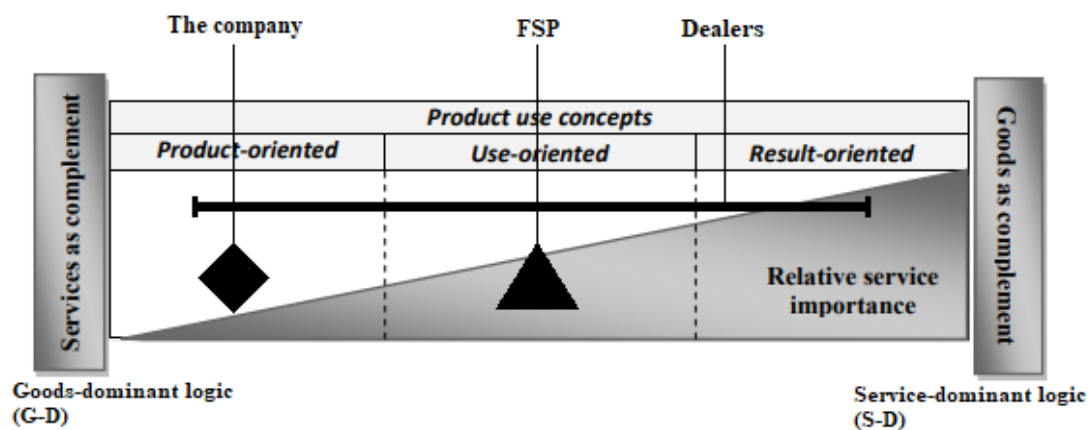 The company
FSP
Dealers
Services as complement
Product use concepts
Product-oriented
Use-oriented
Result-oriented
Goods as complement
Relative service
importance
Goods-dominant logic
(G-D)
Service-dominant logic
(S-D)